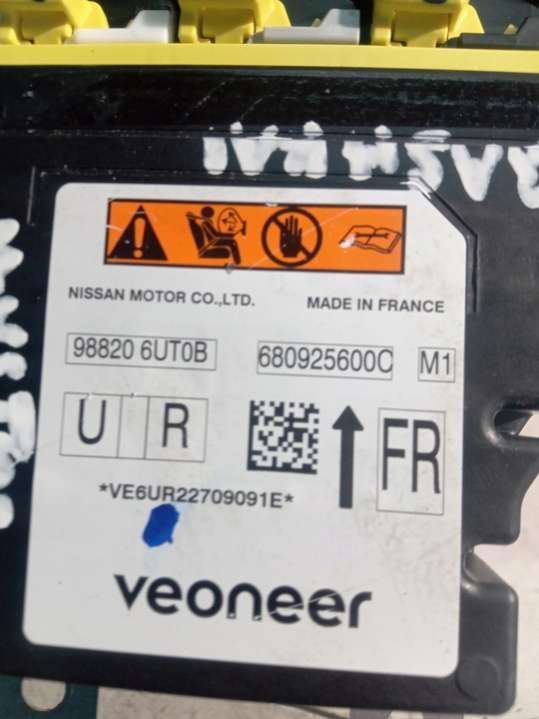 NISSAN MOTOR CO.,LTD. MADE IN FRANCE
98820 6UT0B 680925600C M1
U R FR
*VE6UR22709091E*
veoneer